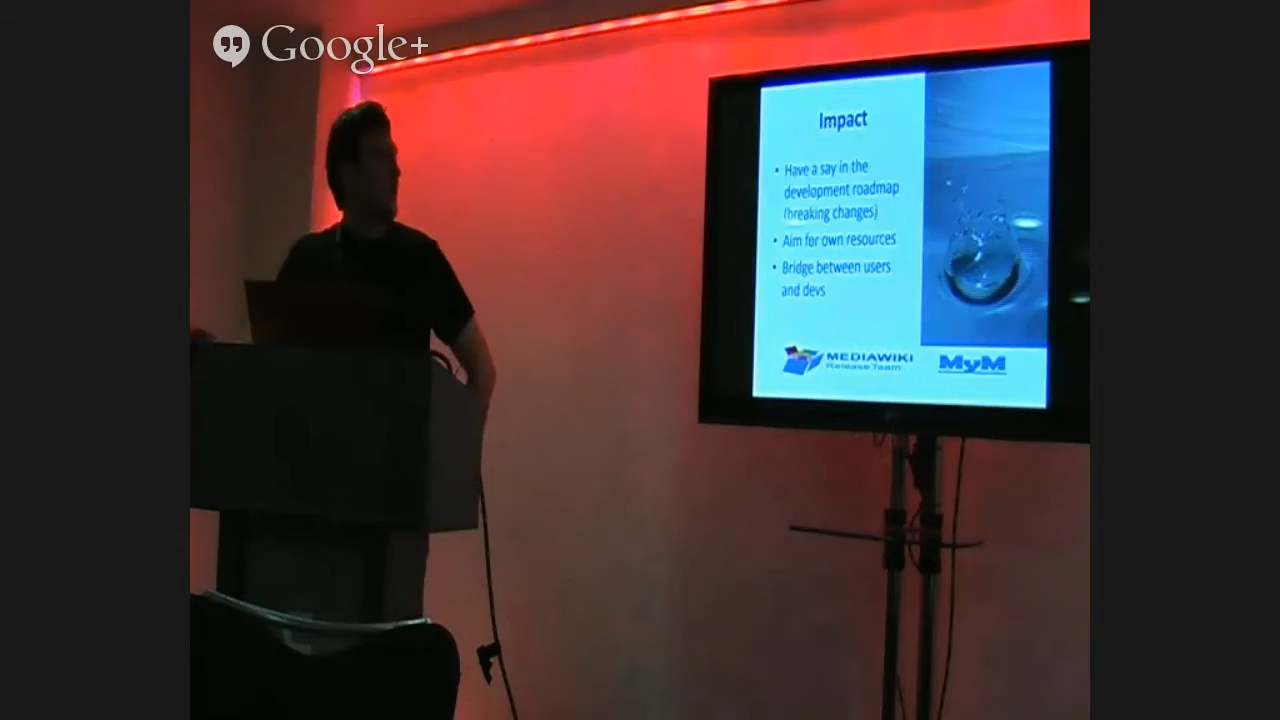 Google+
Impact
• Have a say in the
development roadmap
(breaking changes)
• Aim for own resources
• Bridge between users
and devs
MEDIAWIKI
Release Team
MyM